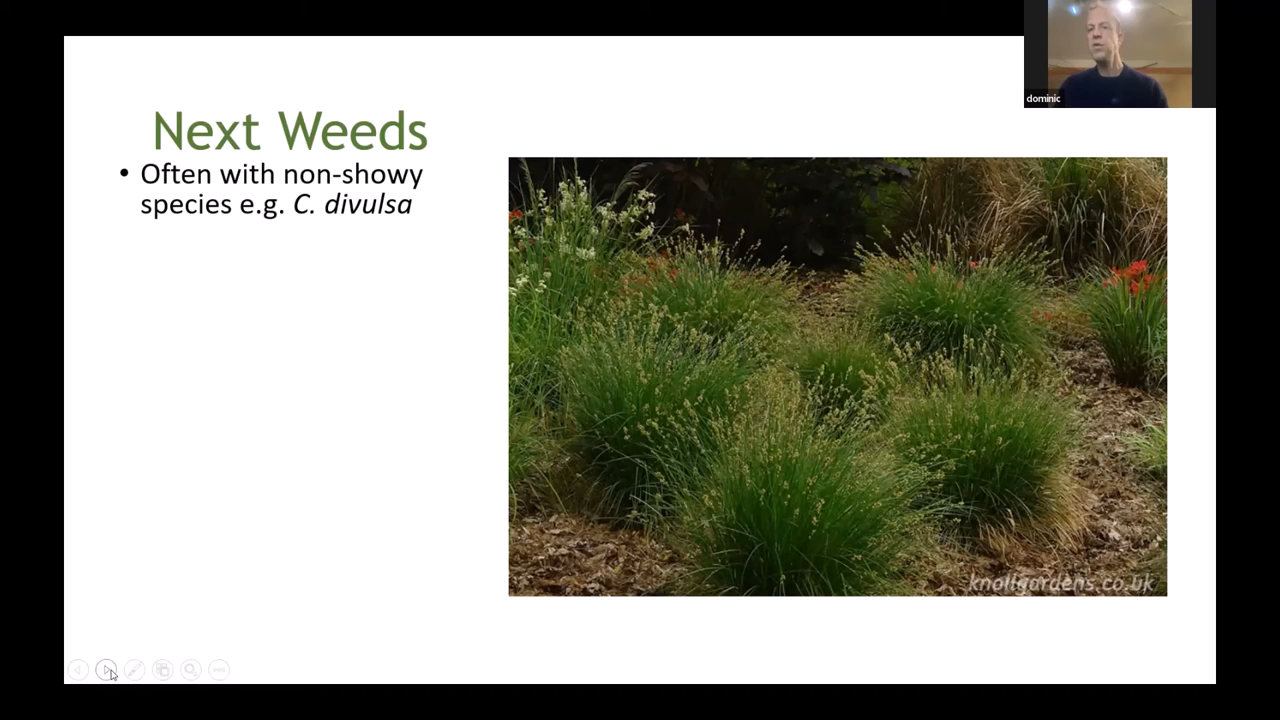 dominic
Next Weeds
• Often with non-showy
species e.g. C. divulsa
knollgardens.co.uk